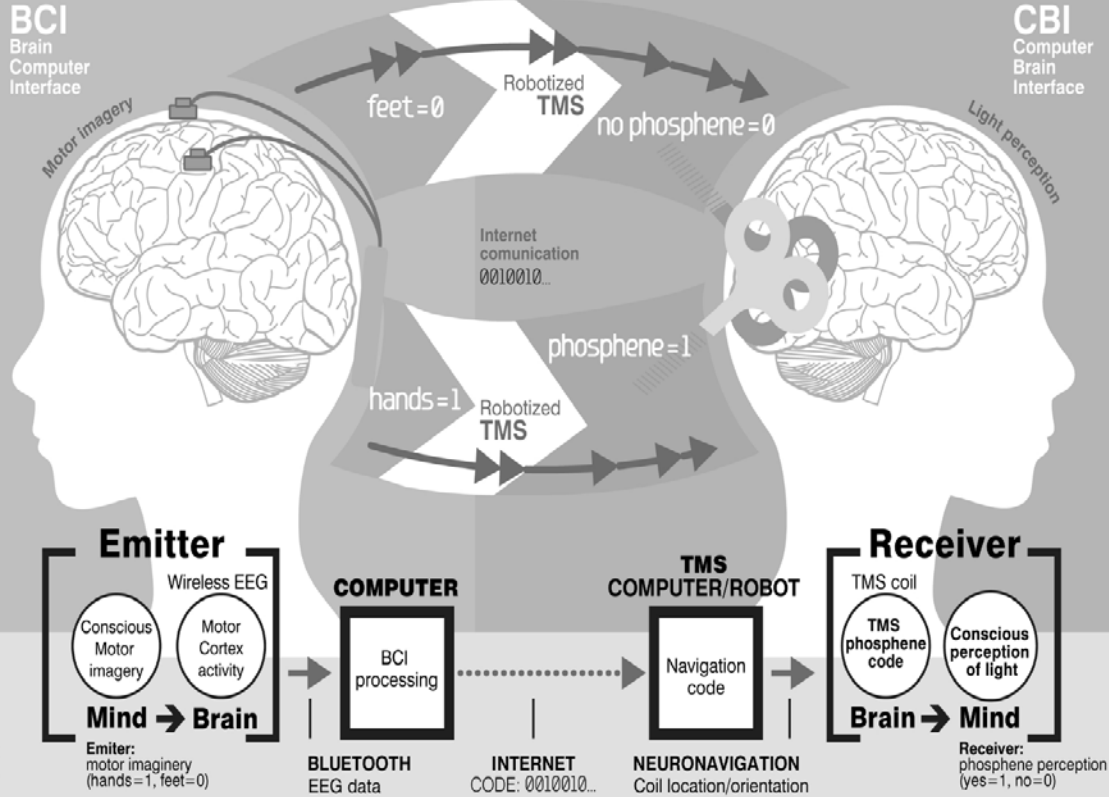 BCI
Brain
Computer
Interface
CBI
Computer
Brain
Interface
Motor imagery
Light perception
feet=0
Robotized
TMS
no phosphene=0
Internet
comunication
0010010...
phosphene=1
hands=1
Robotized
TMS
Emitter
Wireless EEG
Conscious
Motor
imagery
Motor
Cortex
activity
Mind → Brain
Emiter:
motor imaginery
(hands=1, feet=0)
COMPUTER
BCI
processing
BLUETOOTH
EEG data
INTERNET
CODE: 0010010...
TMS
COMPUTER/ROBOT
Navigation
code
NEURONAVIGATION
Coil location/orientation
Receiver
TMS coil
TMS
phosphene
code
Conscious
perception
of light
Brain → Mind
Receiver:
phosphene perception
(yes=1, no=0)